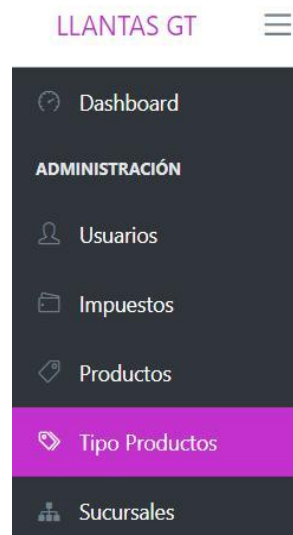 LLANTAS GT
Dashboard
ADMINISTRACIÓN
Usuarios
Impuestos
Productos
Tipo Productos
Sucursales